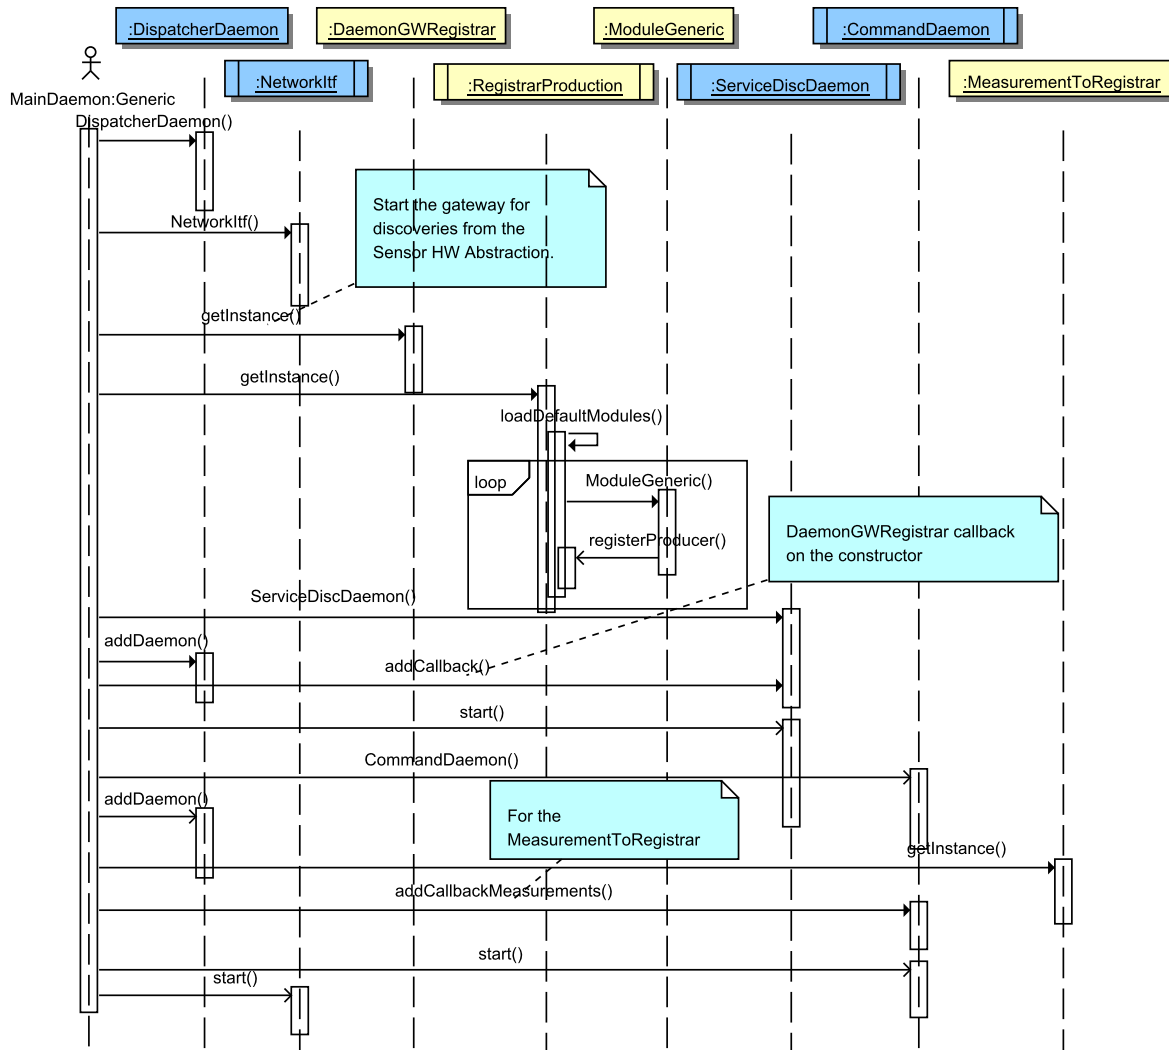 :DispatcherDaemon
:DaemonGWRegistrar
:ModuleGeneric
:CommandDaemon
:NetworkItf
:RegistrarProduction
:ServiceDiscDaemon
:MeasurementToRegistrar
MainDaemon:Generic
DispatcherDaemon()
NetworkItf()
Start the gateway for
discoveries from the
Sensor HW Abstraction.
getInstance()
getInstance()
loadDefaultModules()
loop
ModuleGeneric()
registerProducer()
DaemonGWRegistrar callback
on the constructor
ServiceDiscDaemon()
addDaemon()
addCallback()
start()
CommandDaemon()
addDaemon()
For the
MeasurementToRegistrar
getInstance()
addCallbackMeasurements()
start()
start()